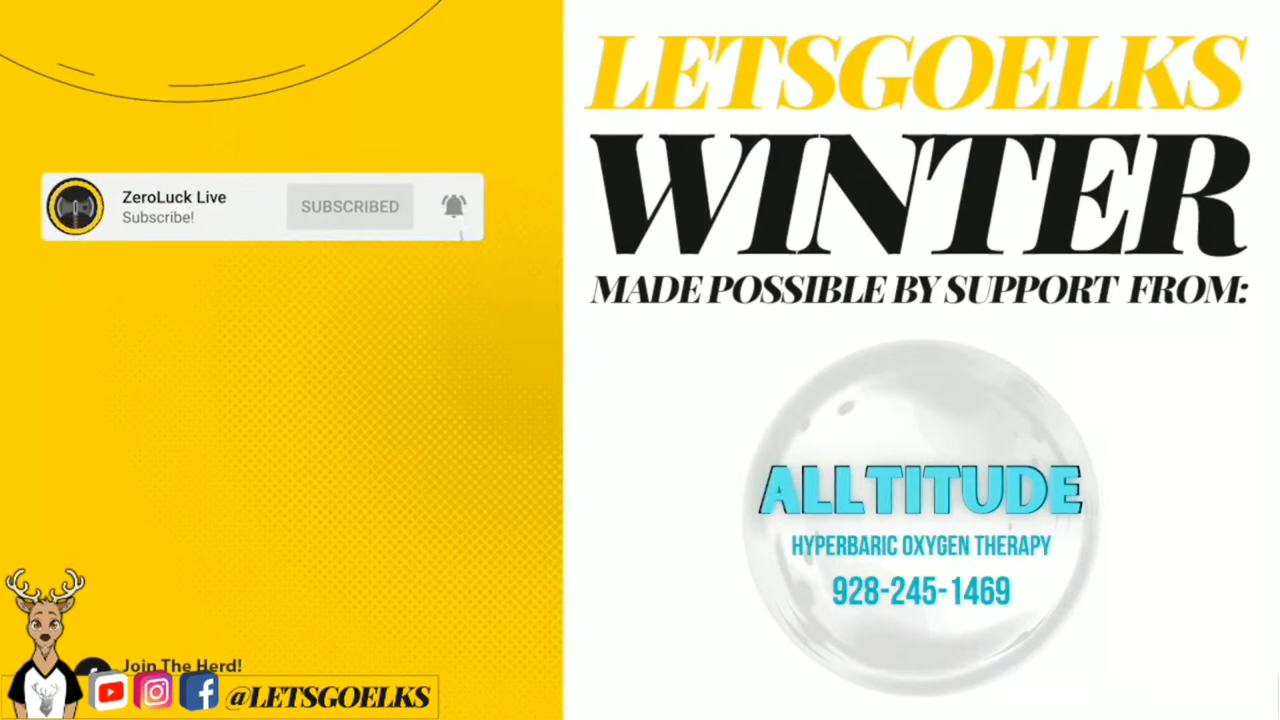 LETSGOELKS
WINTER
MADE POSSIBLE BY SUPPORT FROM:
ZeroLuck Live
Subscribe!
SUBSCRIBED
ALLTITUDE
HYPERBARIC OXYGEN THERAPY
928-245-1469
Join The Herd!
@LETSGOELKS